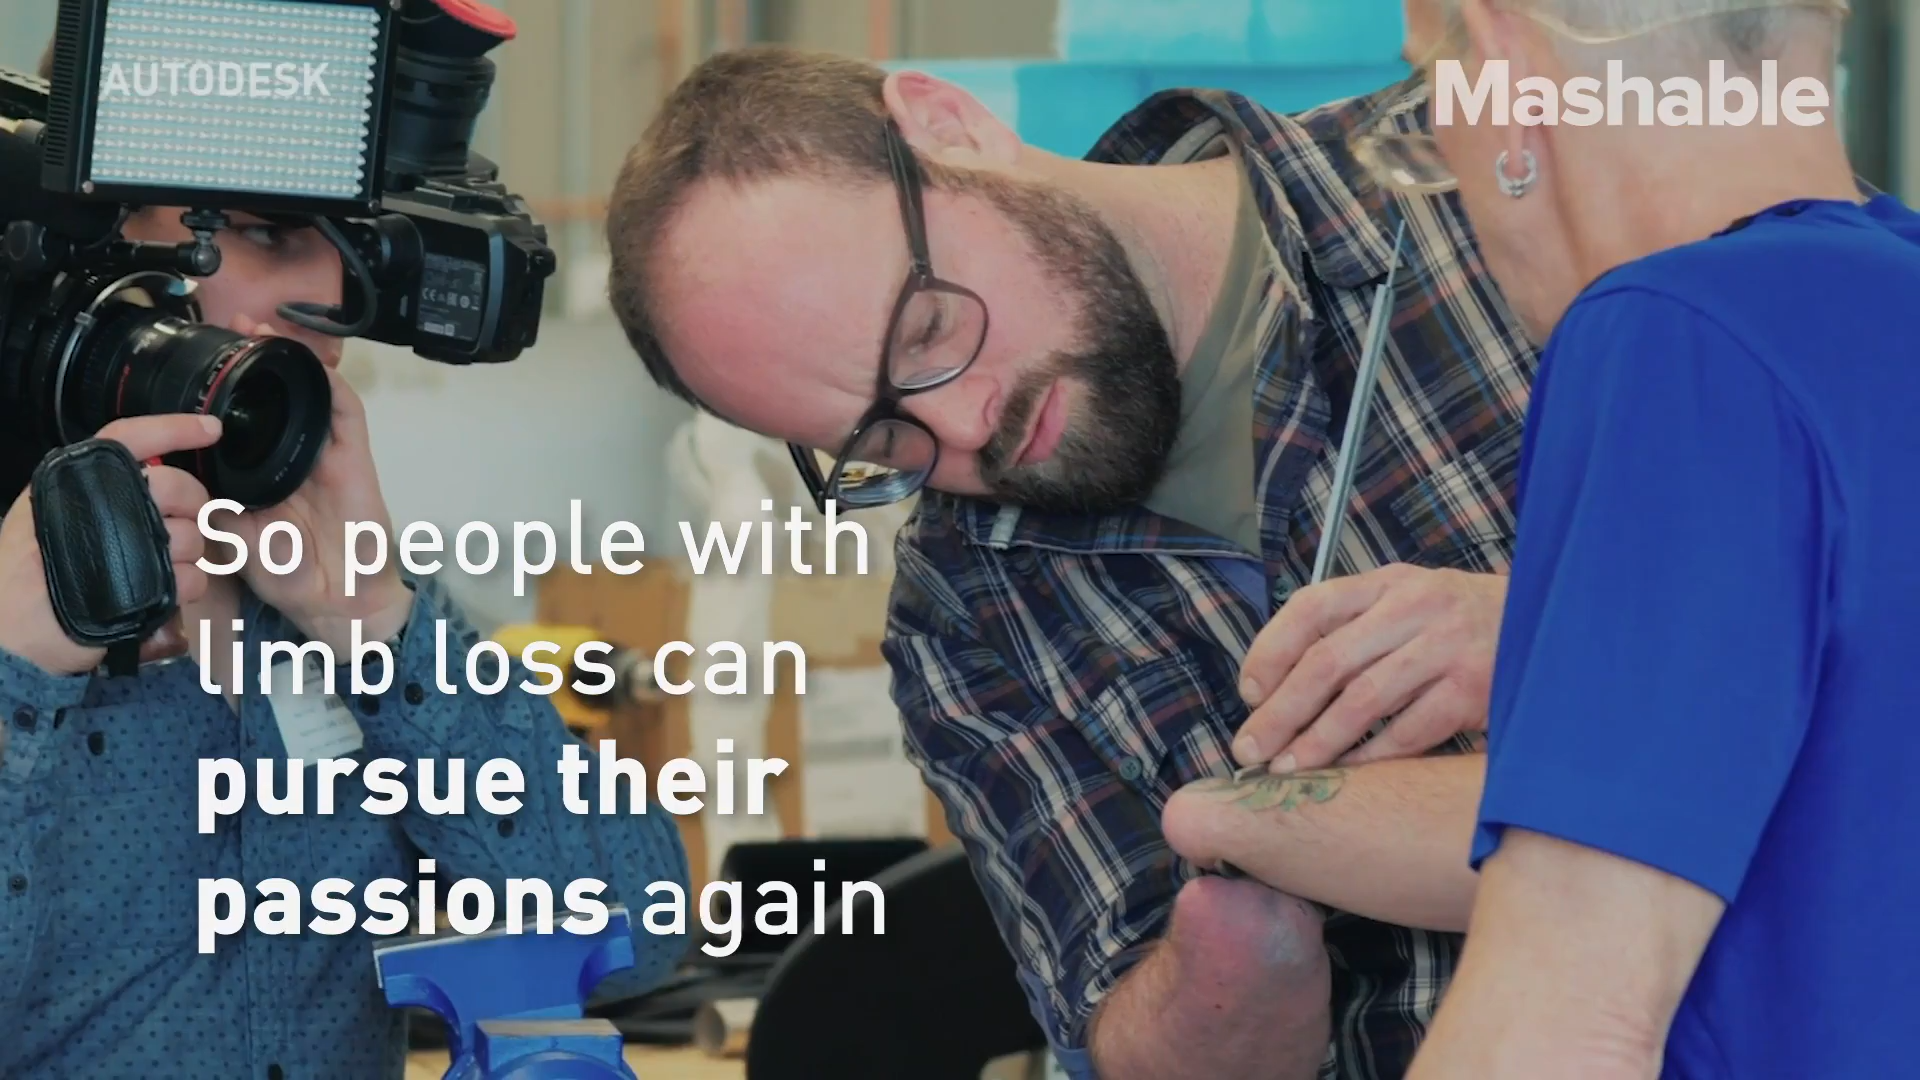 AUTODESK
Mashable
So people with
limb loss can
pursue their
passions again